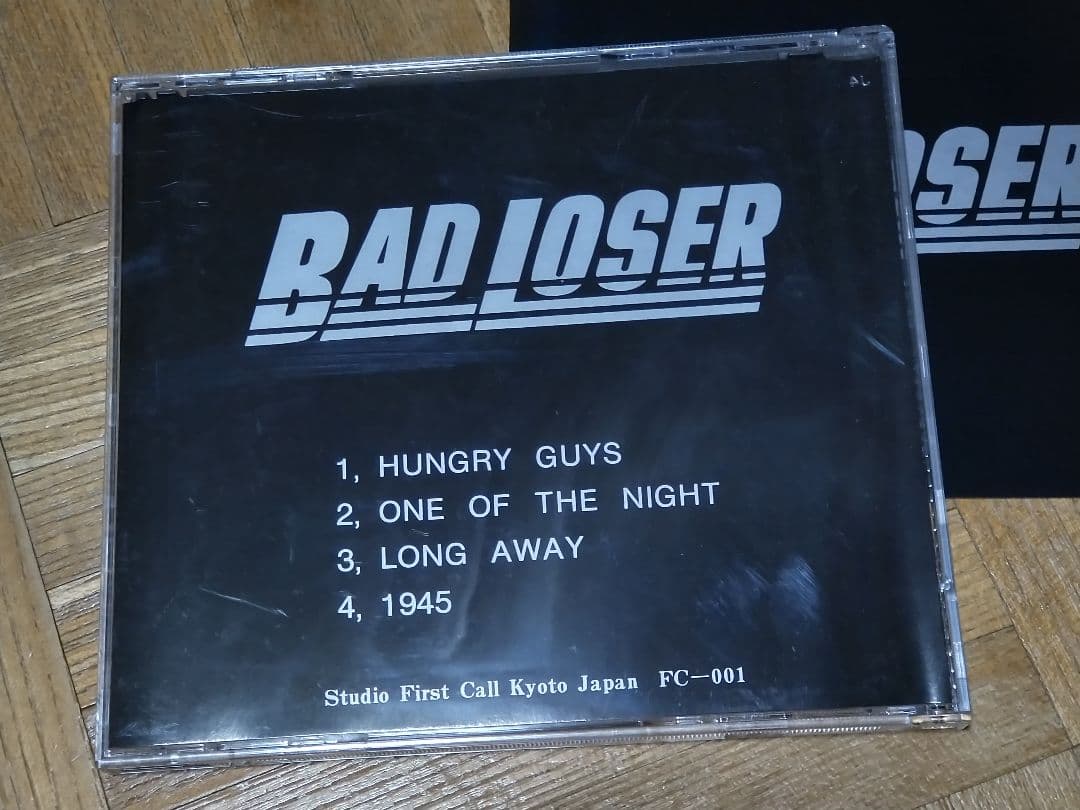 BAD LOSER
1, HUNGRY GUYS
2, ONE OF THE NIGHT
3, LONG AWAY
4, 1945
Studio First Call Kyoto Japan FC—001
OSER